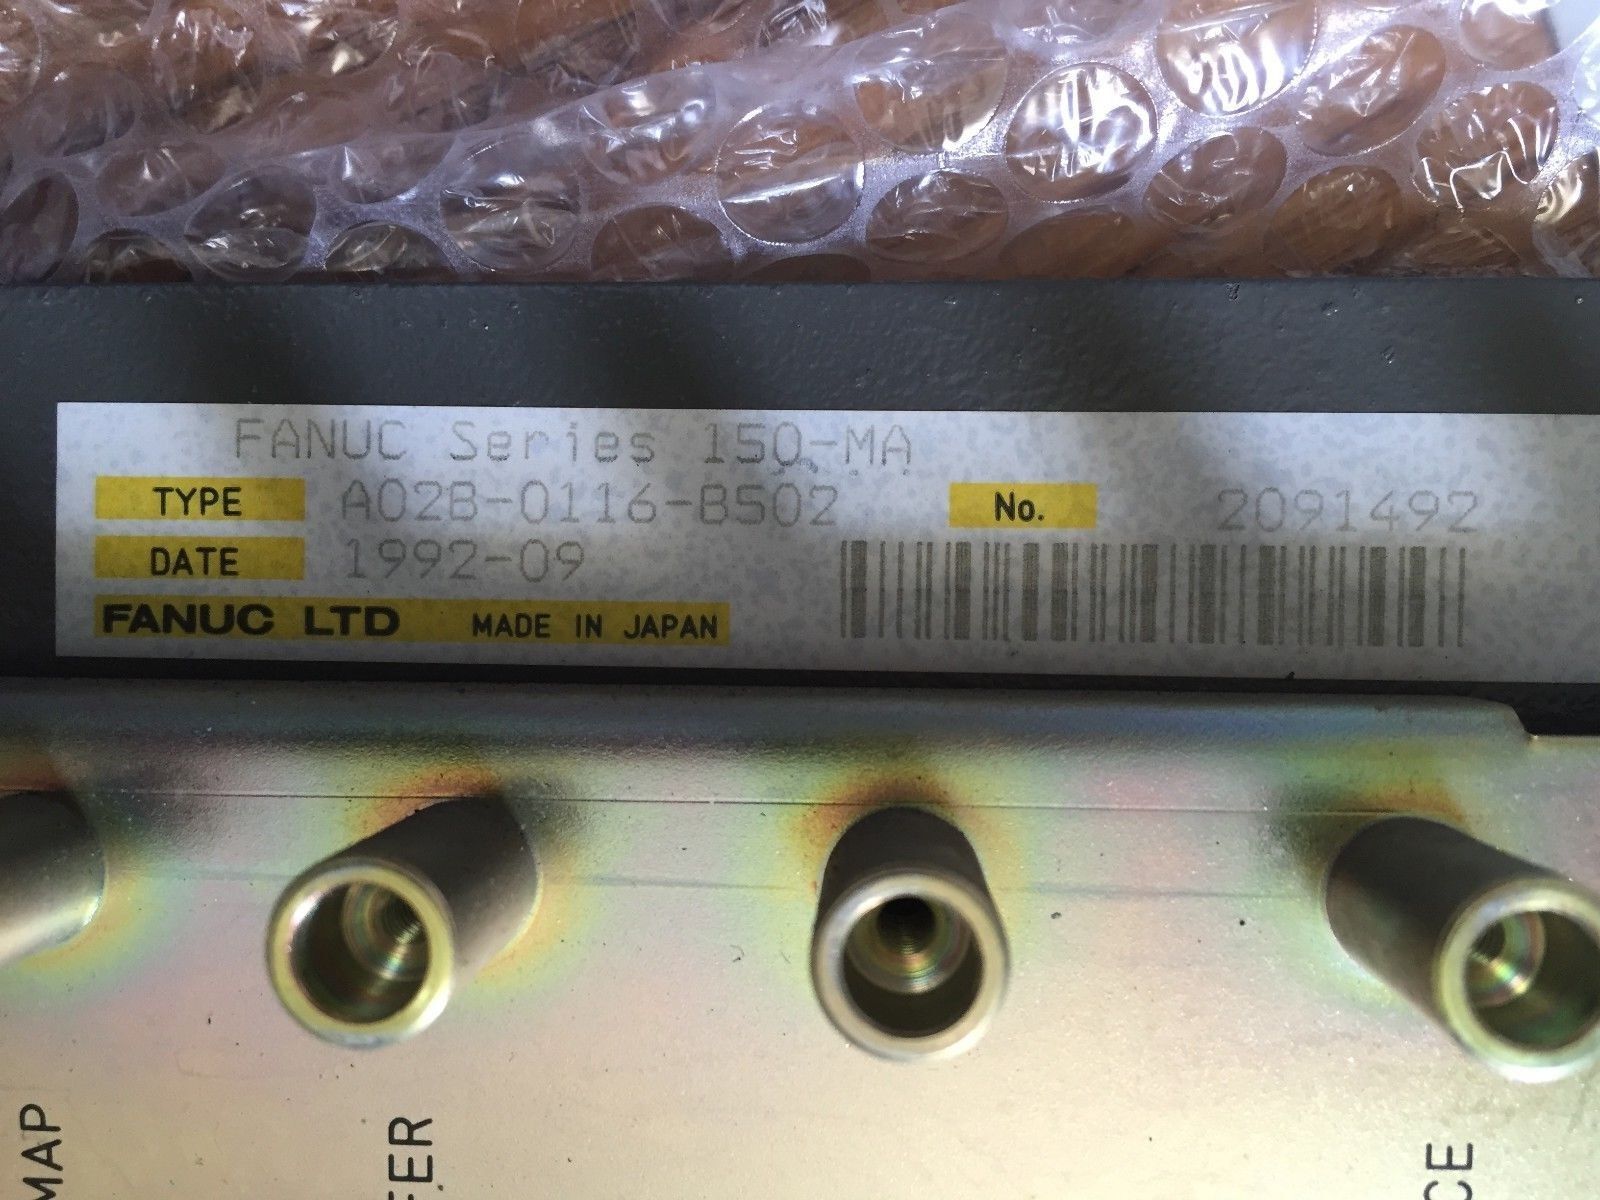 FANUC Series 150-MA
TYPE A02B-0116-B502 No. 2091492
DATE 1992-09
FANUC LTD MADE IN JAPAN
MAP
FER
CE